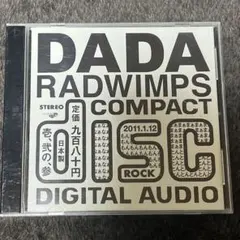 DADA
RADWIMPS
STEREO
COMPACT
disc
定価 九百八十円
日本製
壱、弐の、参
2011.1.12
ROCK
DIGITAL AUDIO